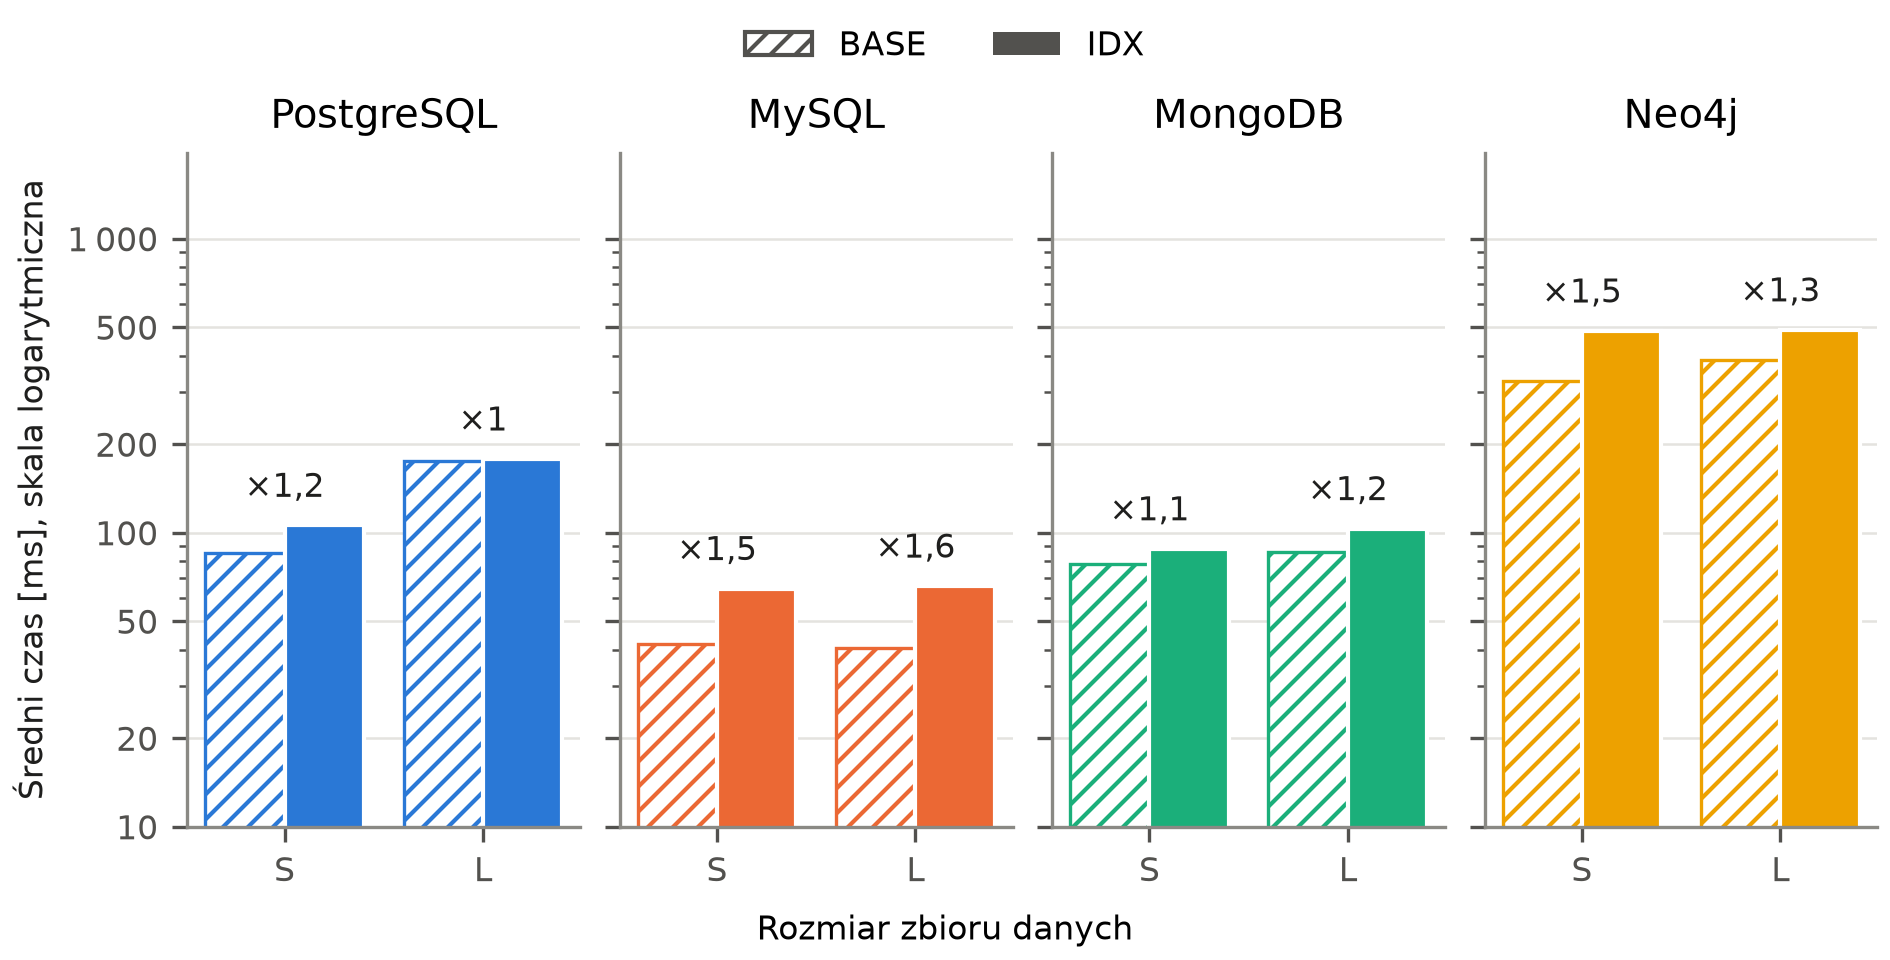 BASE IDX
PostgreSQL MySQL MongoDB Neo4j
Średni czas [ms], skala logarytmiczna
1 000
500
200
100
50
20
10
×1,2 ×1
×1,5 ×1,6
×1,1 ×1,2
×1,5 ×1,3
S L S L S L S L
Rozmiar zbioru danych